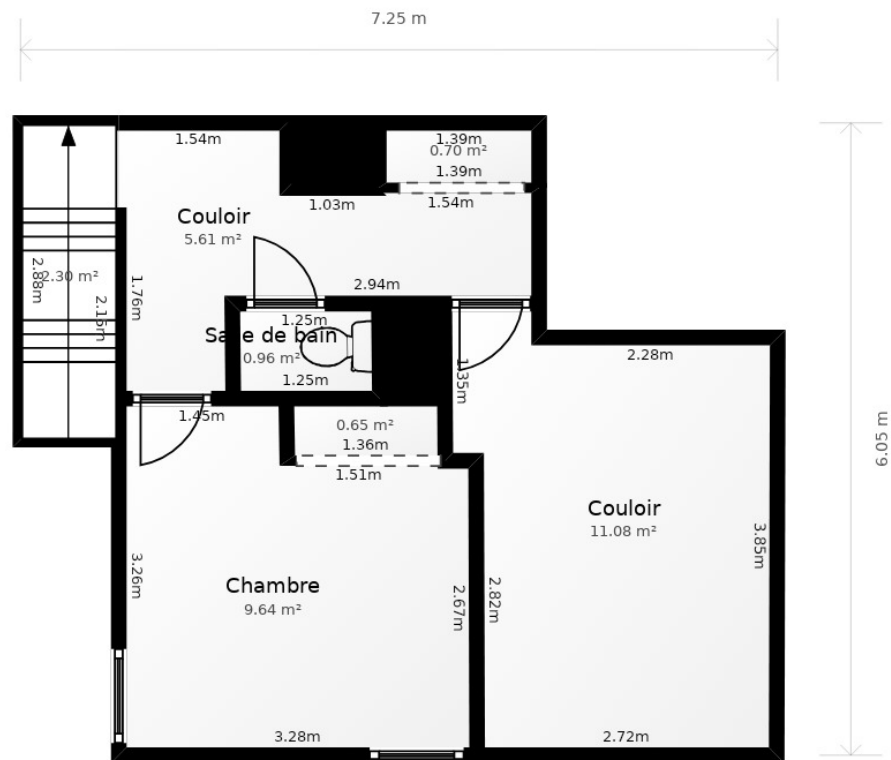 7.25 m
1.54m
1.39m
0.70 m²
1.39m
1.03m
1.54m
Couloir
5.61 m²
2.88m
2.30 m²
2.15m
1.76m
2.94m
1.25m
Salle de bain
0.96 m²
1.25m
1.35m
2.28m
1.45m
0.65 m²
1.36m
1.51m
6.05 m
Couloir
11.08 m²
3.26m
Chambre
9.64 m²
2.67m
2.82m
3.85m
3.28m
2.72m